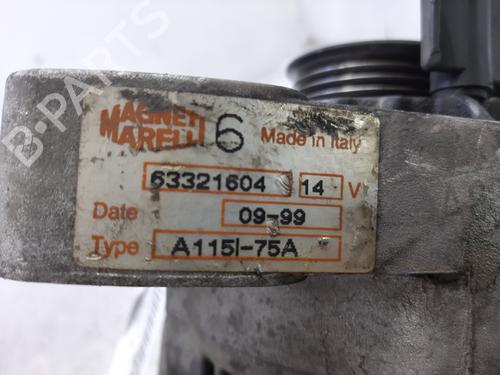 B-PARTS
MAGNETI
MARELLI
6
Made in Italy
63321604
14 V
Date 09-99
Type A115I-75A